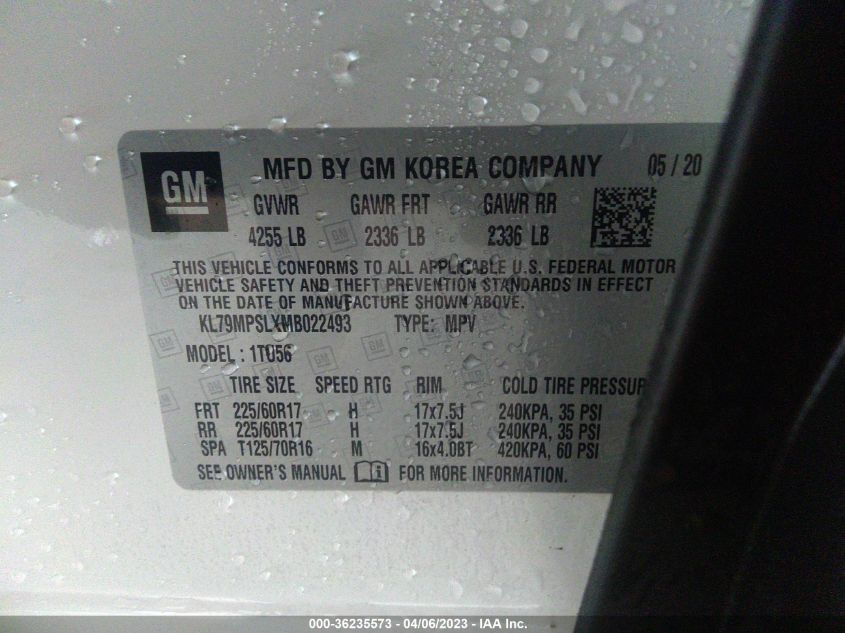 GM
MFD BY GM KOREA COMPANY 05 / 20
GVWR GAWR FRT GAWR RR
4255 LB 2336 LB 2336 LB
THIS VEHICLE CONFORMS TO ALL APPLICABLE U.S. FEDERAL MOTOR
VEHICLE SAFETY AND THEFT PREVENTION STANDARDS IN EFFECT
ON THE DATE OF MANUFACTURE SHOWN ABOVE.
KL79MPSLXMB022493 TYPE: MPV
MODEL : 1TU56
TIRE SIZE SPEED RTG RIM COLD TIRE PRESSUR
FRT 225/60R17 H 17x7.5J 240KPA, 35 PSI
RR 225/60R17 H 17x7.5J 240KPA, 35 PSI
SPA T125/70R16 M 16x4.0BT 420KPA, 60 PSI
SEE OWNER'S MANUAL FOR MORE INFORMATION.
000-36235573 - 04/06/2023 - IAA Inc.